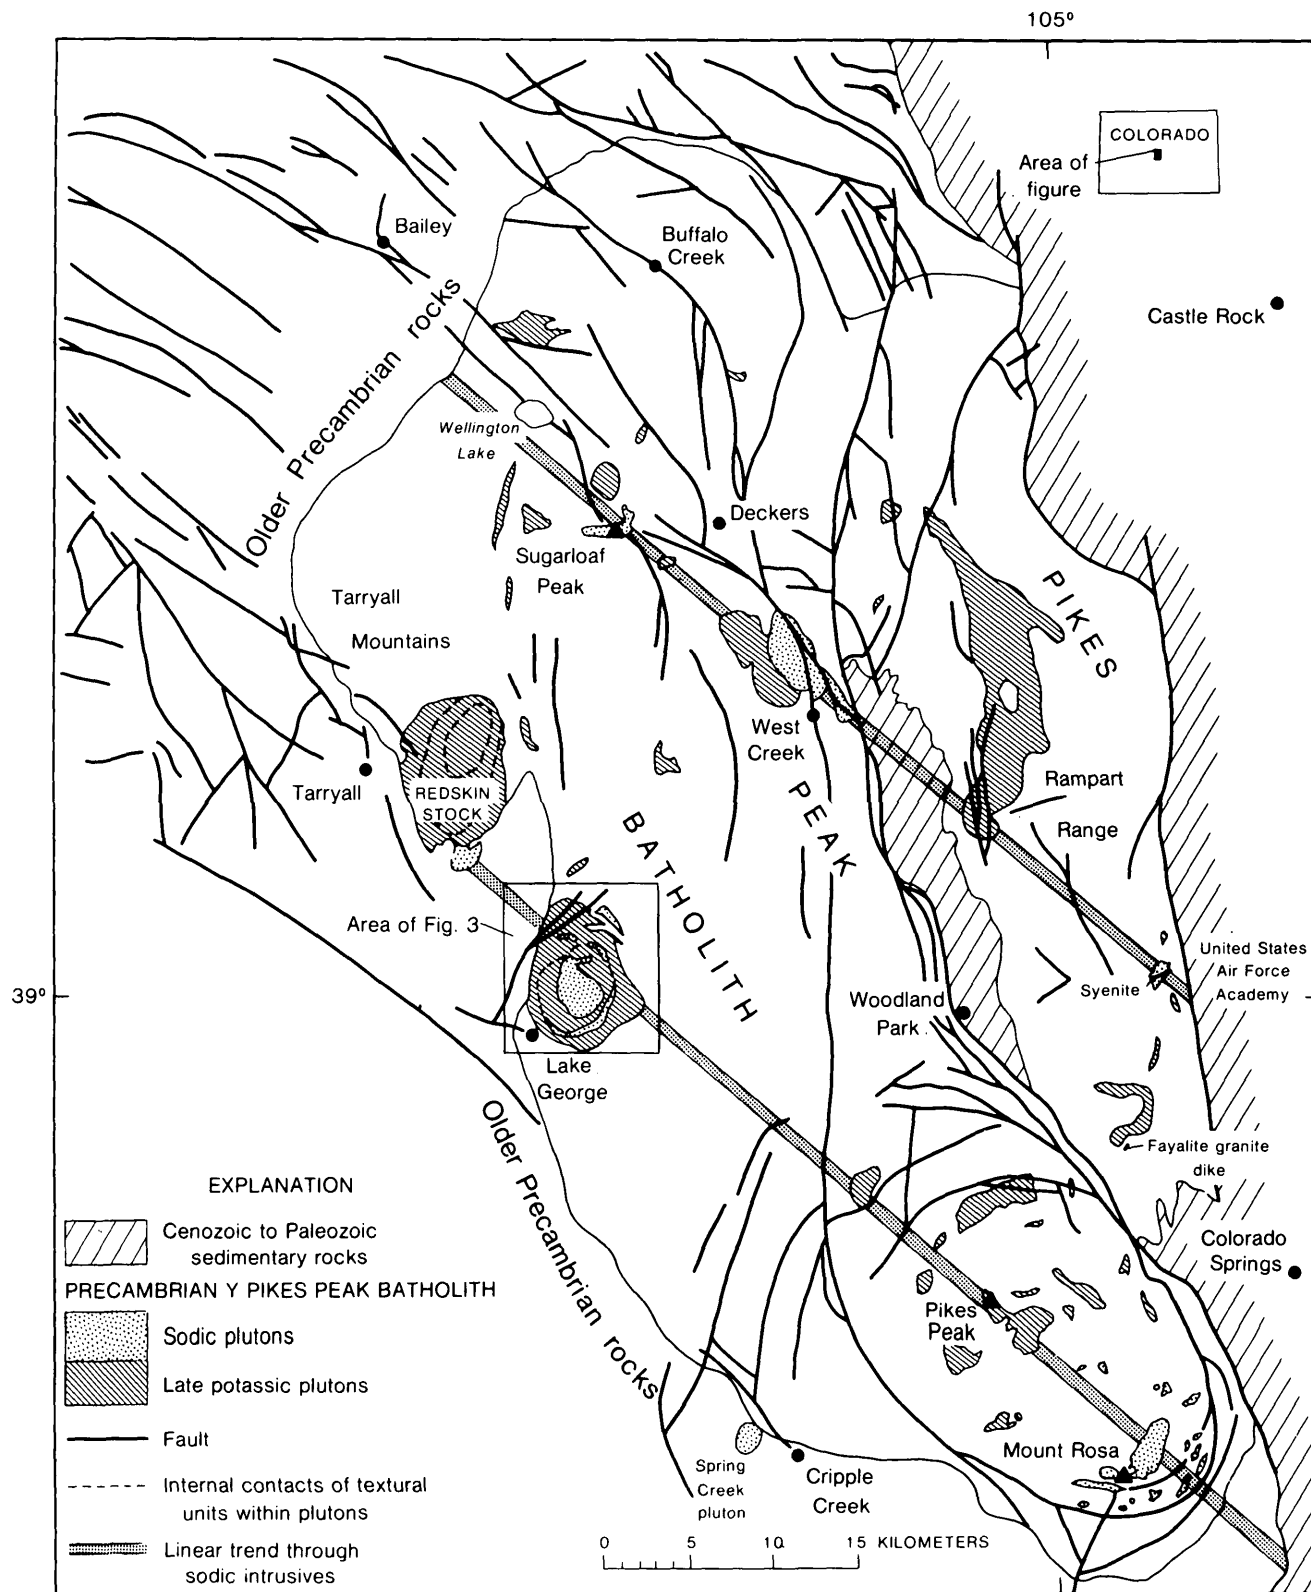 105°
COLORADO
Area of
figure
Bailey
Buffalo
Creek
Castle Rock
Older Precambrian rocks
Wellington
Lake
Deckers
Sugarloaf
Peak
Tarryall
Mountains
PIKES
West
Creek
Tarryall
REDSKIN
STOCK
Rampart
Range
PEAK
BATHOLITH
Area of Fig. 3
United States
Air Force
Academy
Syenite
39°
Woodland
Park
Lake
George
Older Precambrian rocks
Fayalite granite
dike
Colorado
Springs
Pikes
Peak
Mount Rosa
Spring
Creek
pluton
Cripple
Creek
EXPLANATION
Cenozoic to Paleozoic
sedimentary rocks
PRECAMBRIAN Y PIKES PEAK BATHOLITH
Sodic plutons
Late potassic plutons
Fault
Internal contacts of textural
units within plutons
Linear trend through
sodic intrusives
0 5 10 15 KILOMETERS